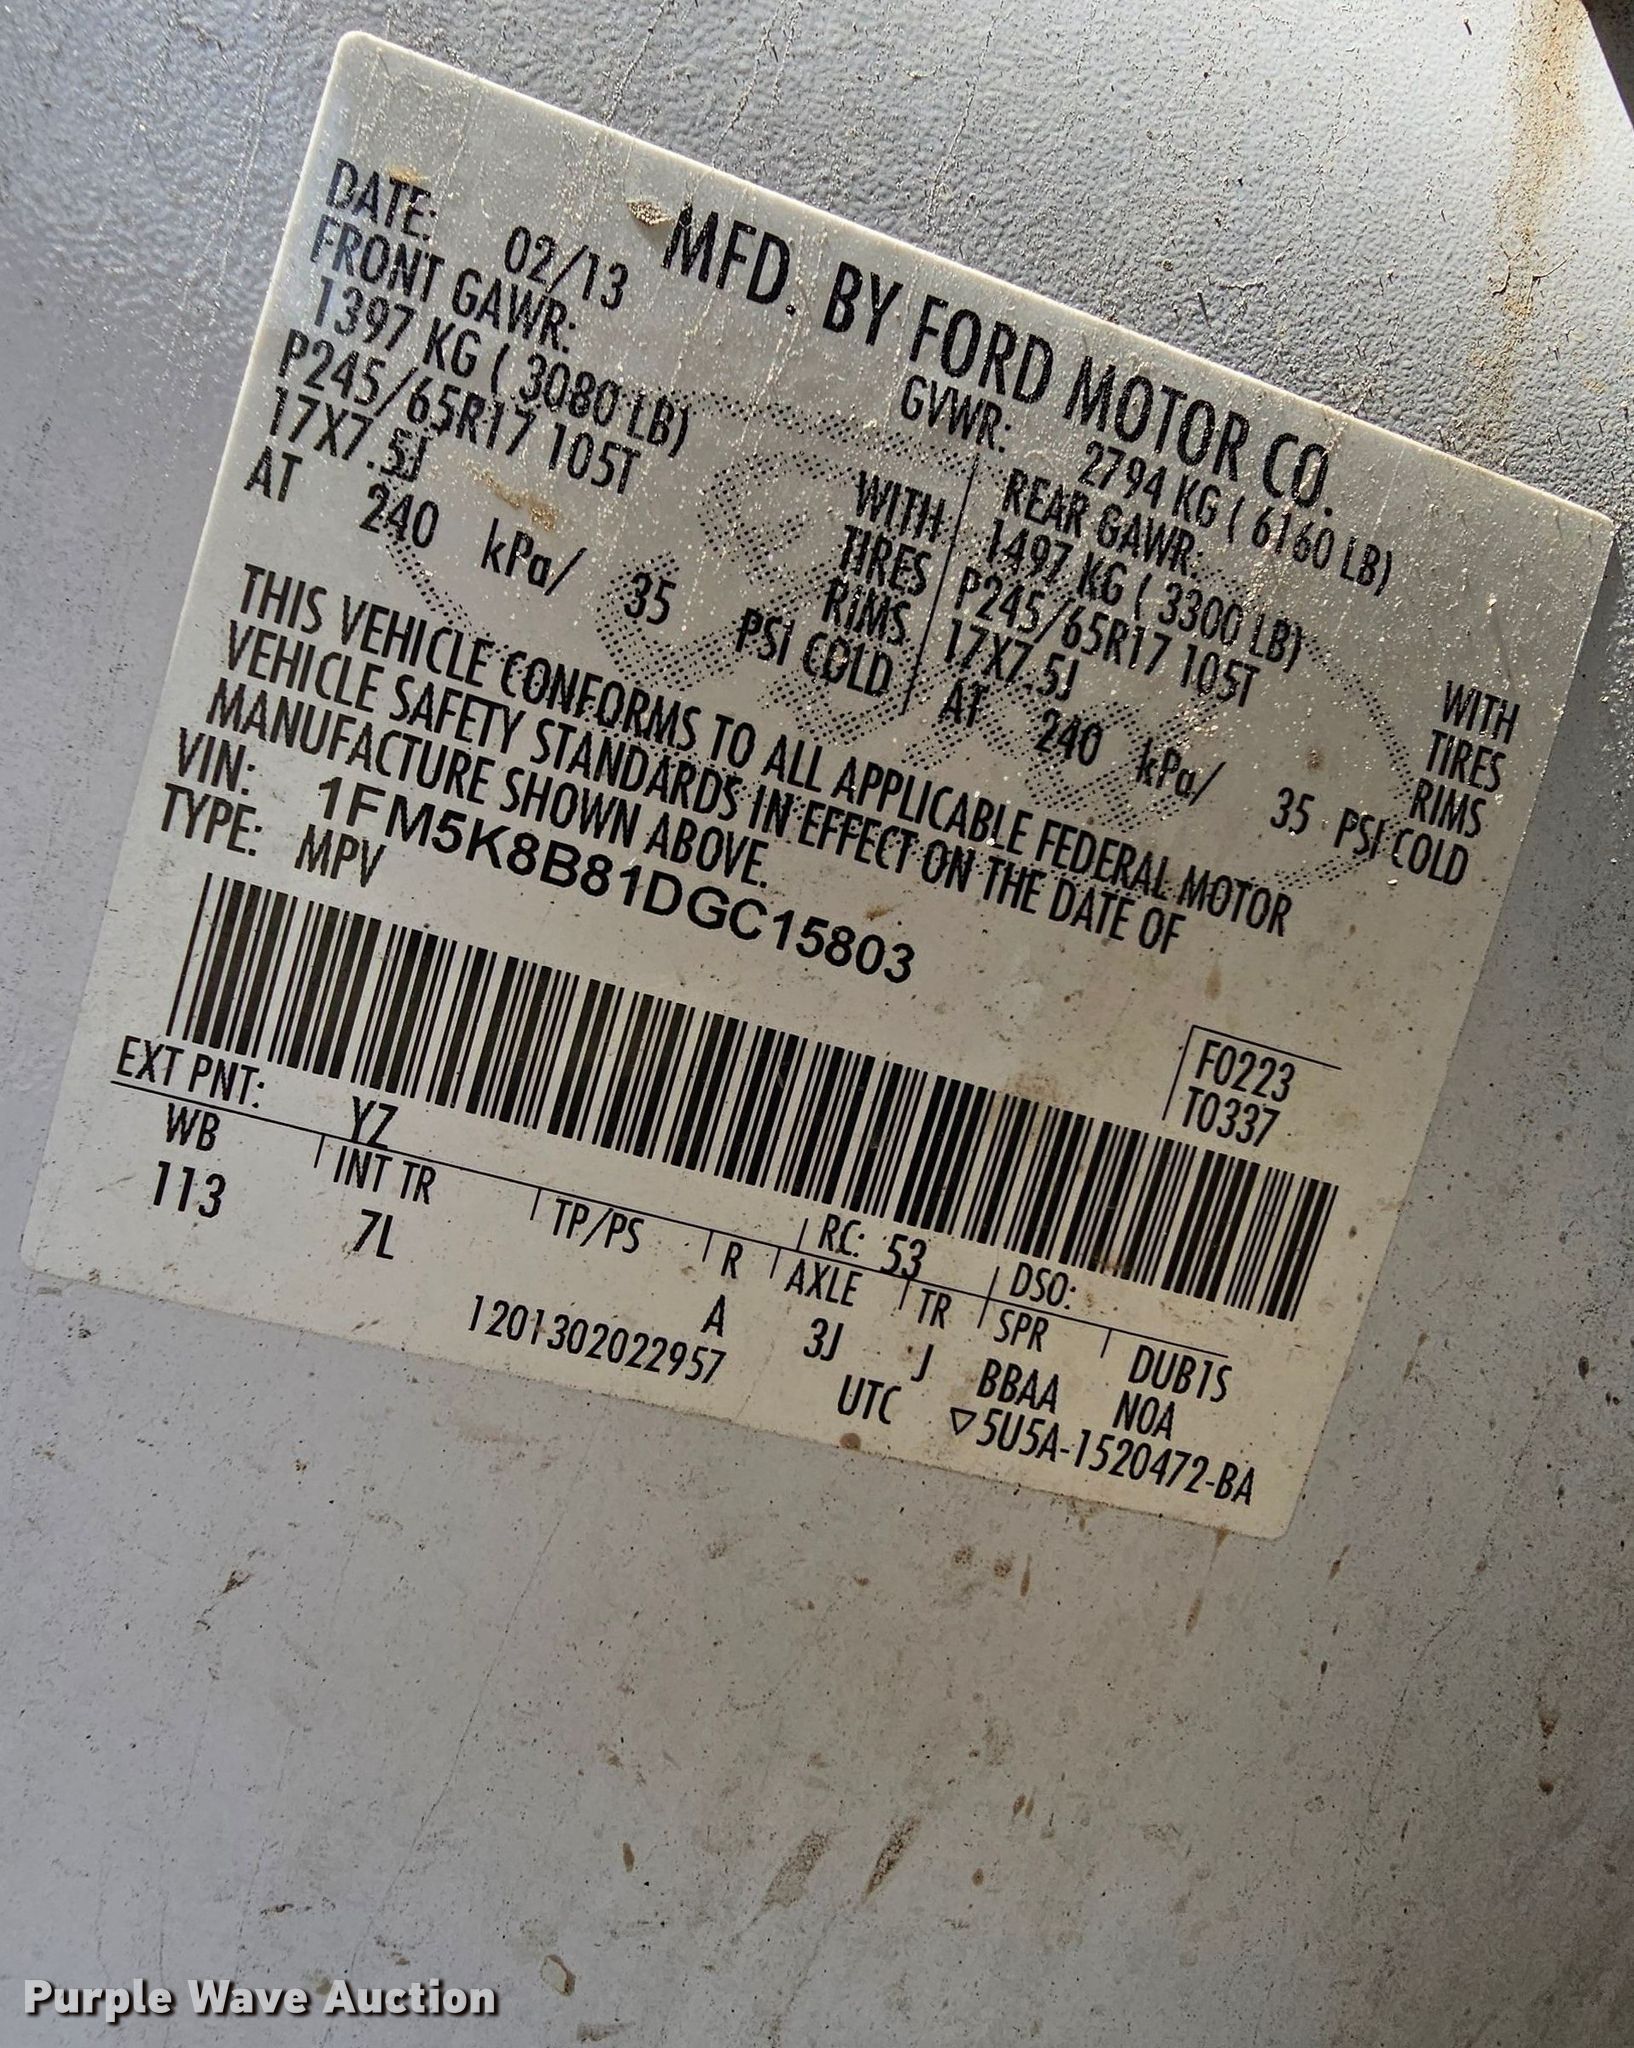 MFD. BY FORD MOTOR CO.
DATE: 02/13 GVWR: 2794 KG ( 6160 LB)
FRONT GAWR: REAR GAWR:
1397 KG ( 3080 LB) WITH 1497 KG ( 3300 LB) WITH
P245/65R17 105T TIRES P245/65R17 105T TIRES
17X7.5J RIMS 17X7.5J RIMS
AT 240 kPa/ 35 PSI COLD AT 240 kPa/ 35 PSI COLD
THIS VEHICLE CONFORMS TO ALL APPLICABLE FEDERAL MOTOR
VEHICLE SAFETY STANDARDS IN EFFECT ON THE DATE OF
MANUFACTURE SHOWN ABOVE.
VIN: 1FM5K8B81DGC15803
TYPE: MPV
F0223
T0337
EXT PNT: YZ RC: 53 DSO:
WB INT TR TP/PS R AXLE TR SPR DUB1S
113 7L A 3J J BBAA NOA
1201302022957 UTC ▽5U5A-1520472-BA
Purple Wave Auction